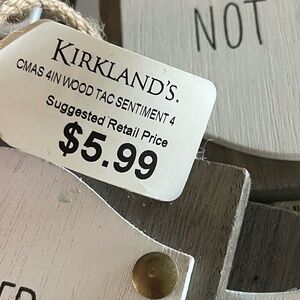 NOT
KIRKLAND'S.
CMAS 4IN WOOD TAC SENTIMENT 4
Suggested Retail Price
$5.99